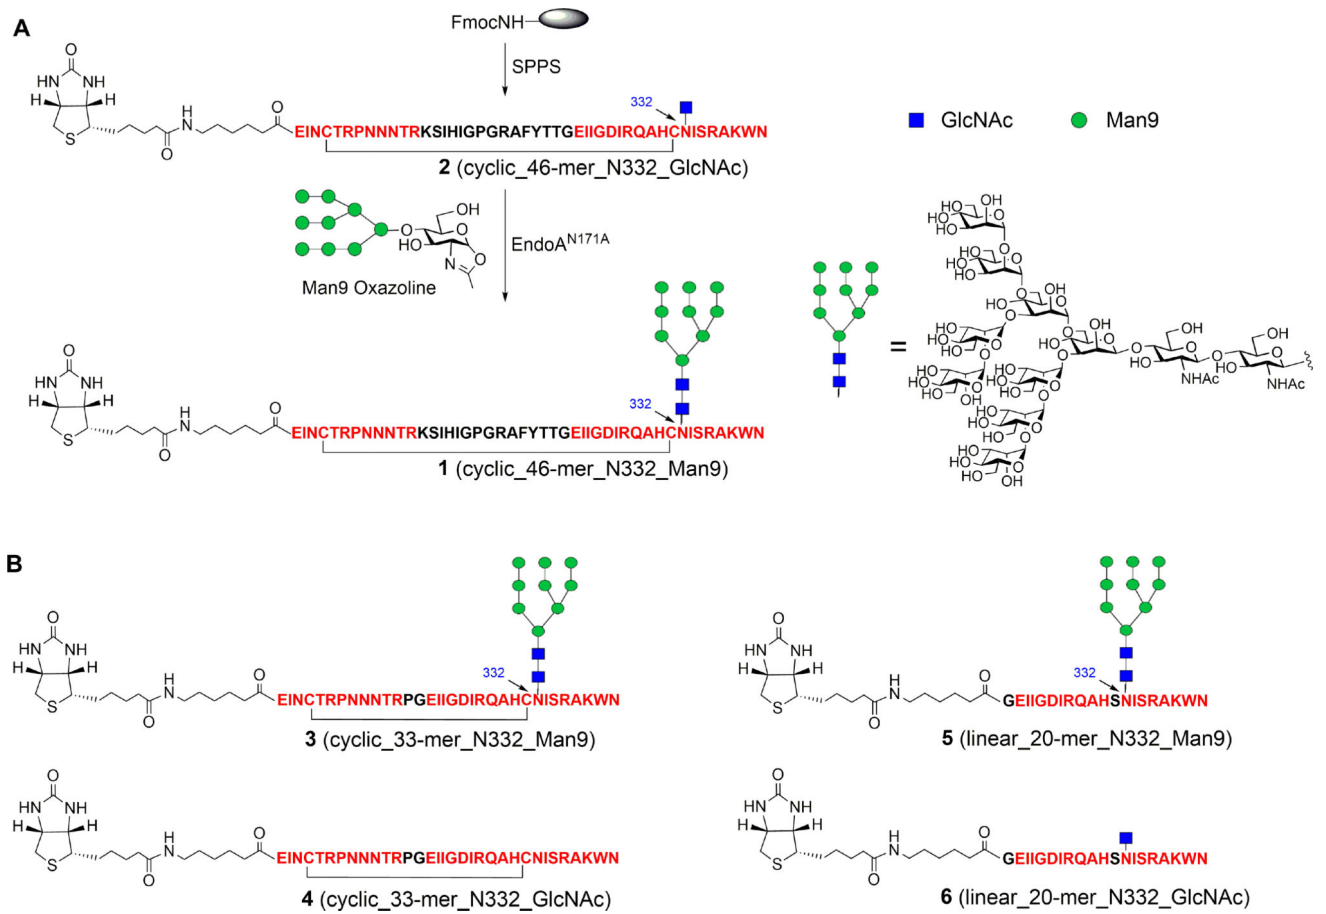 A
FmocNH
SPPS
EINCTRPNNNTRKSIHIGPGRAFYTTGEIIGDIRQAHCNISRAKWN
332
2 (cyclic_46-mer_N332_GlcNAc)
GlcNAc
Man9
Man9 Oxazoline
EndoA^N171A
332
EINCTRPNNNTRKSIHIGPGRAFYTTGEIIGDIRQAHCNISRAKWN
1 (cyclic_46-mer_N332_Man9)
=
B
332
EINCTRPNNNTRPGEIIGDIRQAHCNISRAKWN
3 (cyclic_33-mer_N332_Man9)
332
GEIIGDIRQAHSNISRAKWN
5 (linear_20-mer_N332_Man9)
EINCTRPNNNTRPGEIIGDIRQAHCNISRAKWN
4 (cyclic_33-mer_N332_GlcNAc)
GEIIGDIRQAHSNISRAKWN
6 (linear_20-mer_N332_GlcNAc)